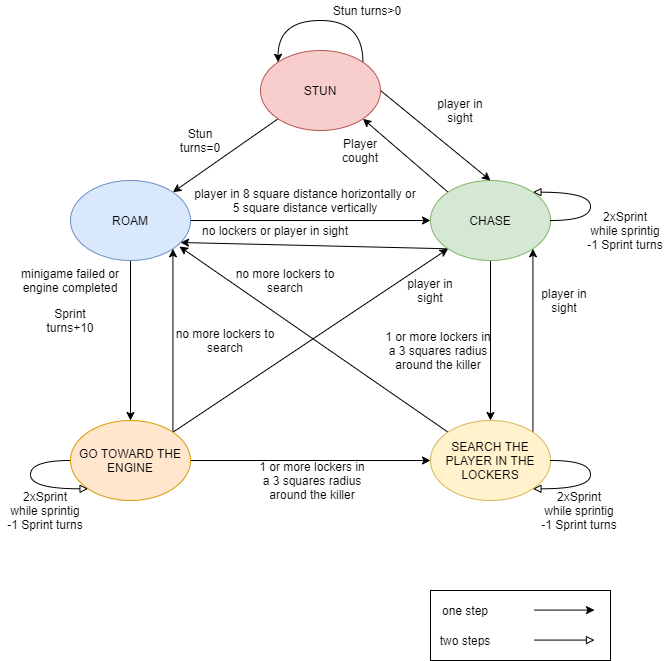 Stun turns>0
STUN
player in
sight
Stun
turns=0
Player
cought
player in 8 square distance horizontally or
5 square distance vertically
ROAM
CHASE
2xSprint
while sprintig
-1 Sprint turns
no lockers or player in sight
minigame failed or
engine completed
Sprint
turns+10
no more lockers to
search
player in
sight
player in
sight
no more lockers to
search
1 or more lockers in
a 3 squares radius
around the killer
GO TOWARD THE
ENGINE
SEARCH THE
PLAYER IN THE
LOCKERS
1 or more lockers in
a 3 squares radius
around the killer
2xSprint
while sprintig
-1 Sprint turns
2xSprint
while sprintig
-1 Sprint turns
one step
two steps